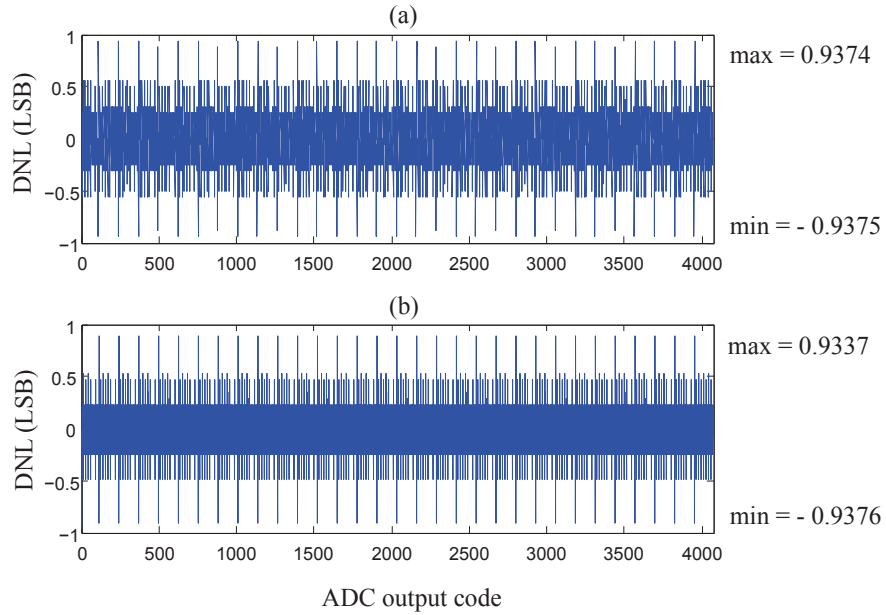 (a)
DNL (LSB)
1
0.5
0
−0.5
−1
0 500 1000 1500 2000 2500 3000 3500 4000
max = 0.9374
min = - 0.9375
(b)
DNL (LSB)
1
0.5
0
−0.5
−1
0 500 1000 1500 2000 2500 3000 3500 4000
max = 0.9337
min = - 0.9376
ADC output code